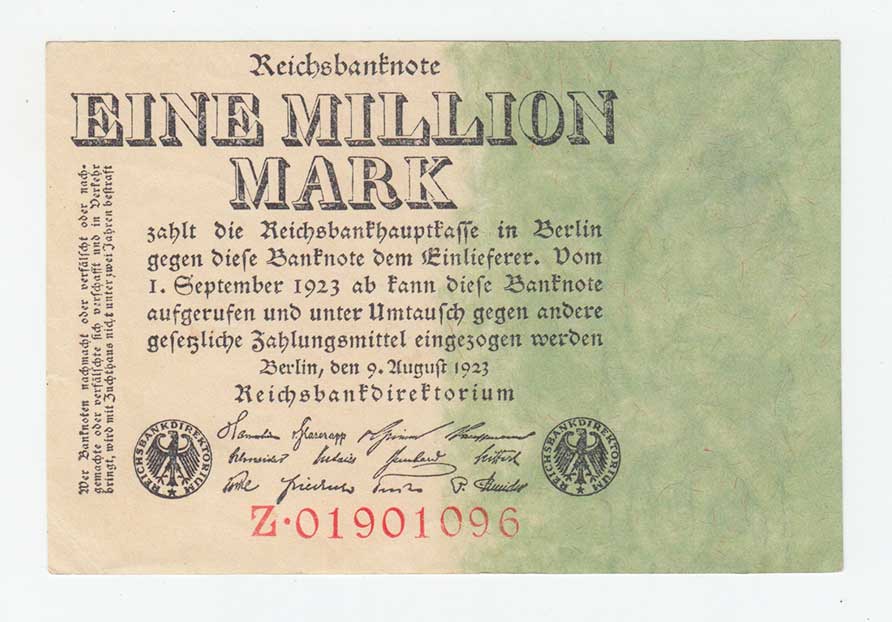 Reichsbanknote
EINE MILLION
MARK
zahlt die Reichsbankhauptkasse in Berlin
gegen diese Banknote dem Einlieferer. Vom
1. September 1923 ab kann diese Banknote
aufgerufen und unter Umtausch gegen andere
gesetzliche Zahlungsmittel eingezogen werden
Berlin, den 9. August 1923
Reichsbankdirektorium
Wer Banknoten nachmacht oder verfälscht oder nach-
gemachte oder verfälschte sich verschafft und in Verkehr
bringt, wird mit Zuchthaus nicht unter zwei Jahren bestraft
REICHSBANKDIREKTORIUM
REICHSBANKDIREKTORIUM
Z·01901096